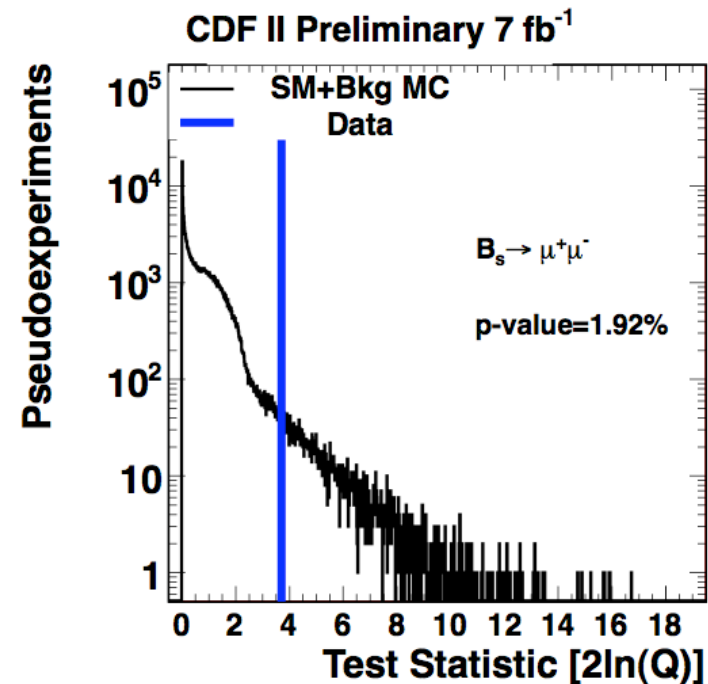 CDF II Preliminary 7 fb⁻¹
Pseudoexperiments
10⁵
10⁴
10³
10²
10
1
SM+Bkg MC
Data
Bₛ→ μ⁺μ⁻
p-value=1.92%
0 2 4 6 8 10 12 14 16 18
Test Statistic [2ln(Q)]